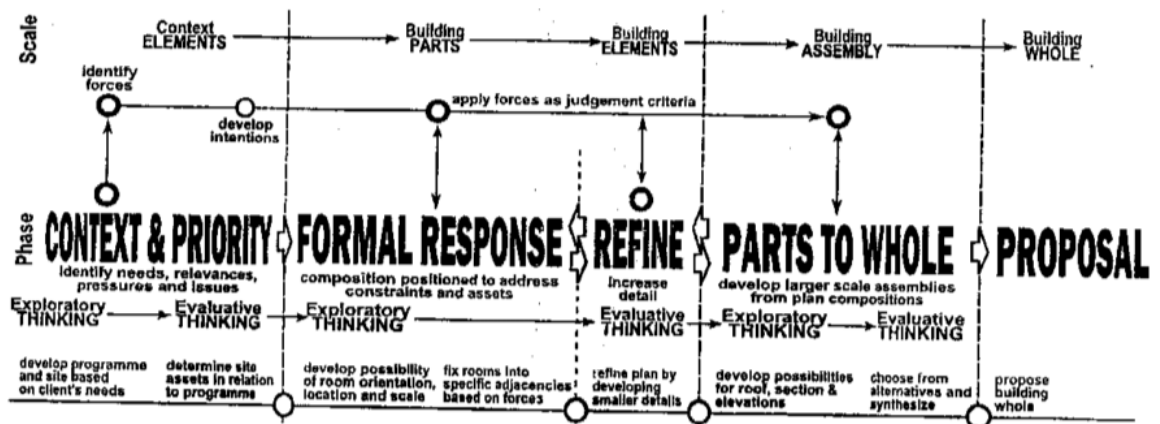 Scale
Context
ELEMENTS
Building
PARTS
Building
ELEMENTS
Building
ASSEMBLY
Building
WHOLE
identify
forces
develop
intentions
apply forces as judgement criteria
Phase
CONTEXT & PRIORITY
identify needs, relevances,
pressures and issues
FORMAL RESPONSE
composition positioned to address
constraints and assets
REFINE
Increase
detail
PARTS TO WHOLE
develop larger scale assemblies
from plan compositions
PROPOSAL
Exploratory
THINKING
Evaluative
THINKING
Exploratory
THINKING
Evaluative
THINKING
Exploratory
THINKING
Evaluative
THINKING
develop programme
and site based
on client's needs
determine site
assets in relation
to programme
develop possibility
of room orientation,
location and scale
fix rooms into
specific adjacencies
based on forces
refine plan by
developing
smaller details
develop possibilities
for roof, section &
elevations
choose from
alternatives and
synthesize
propose
building
whole